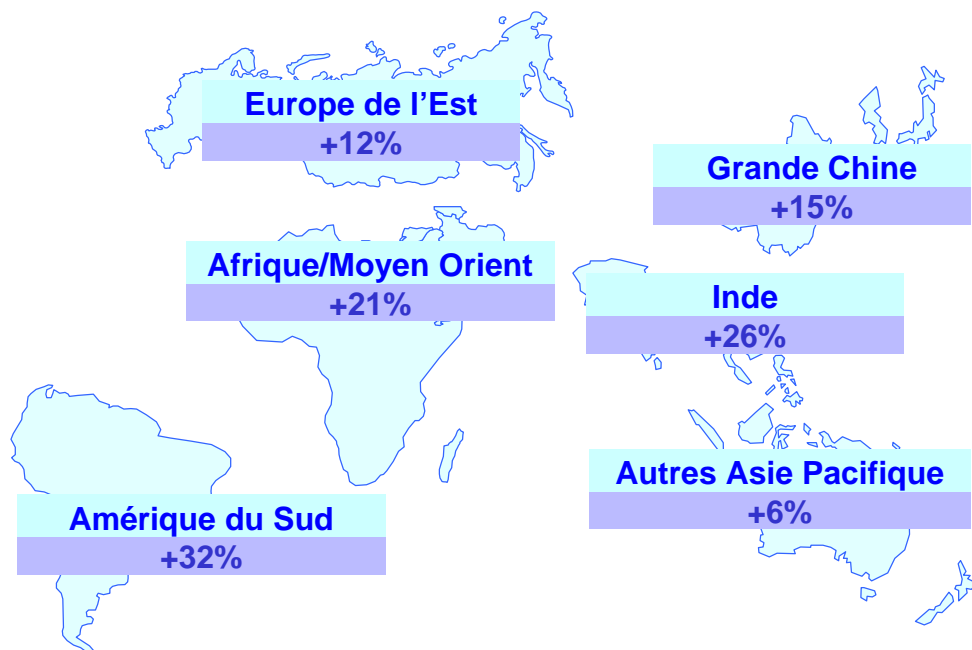 Europe de l’Est
+12%
Grande Chine
+15%
Afrique/Moyen Orient
+21%
Inde
+26%
Autres Asie Pacifique
+6%
Amérique du Sud
+32%